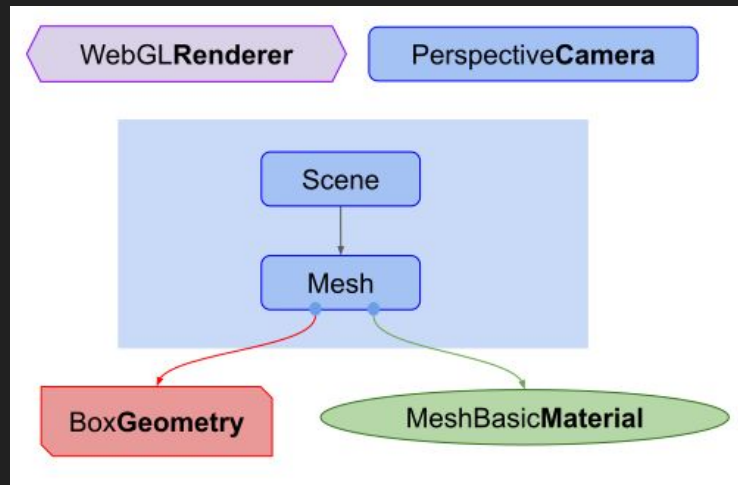 WebGLRenderer
PerspectiveCamera
Scene
Mesh
BoxGeometry
MeshBasicMaterial